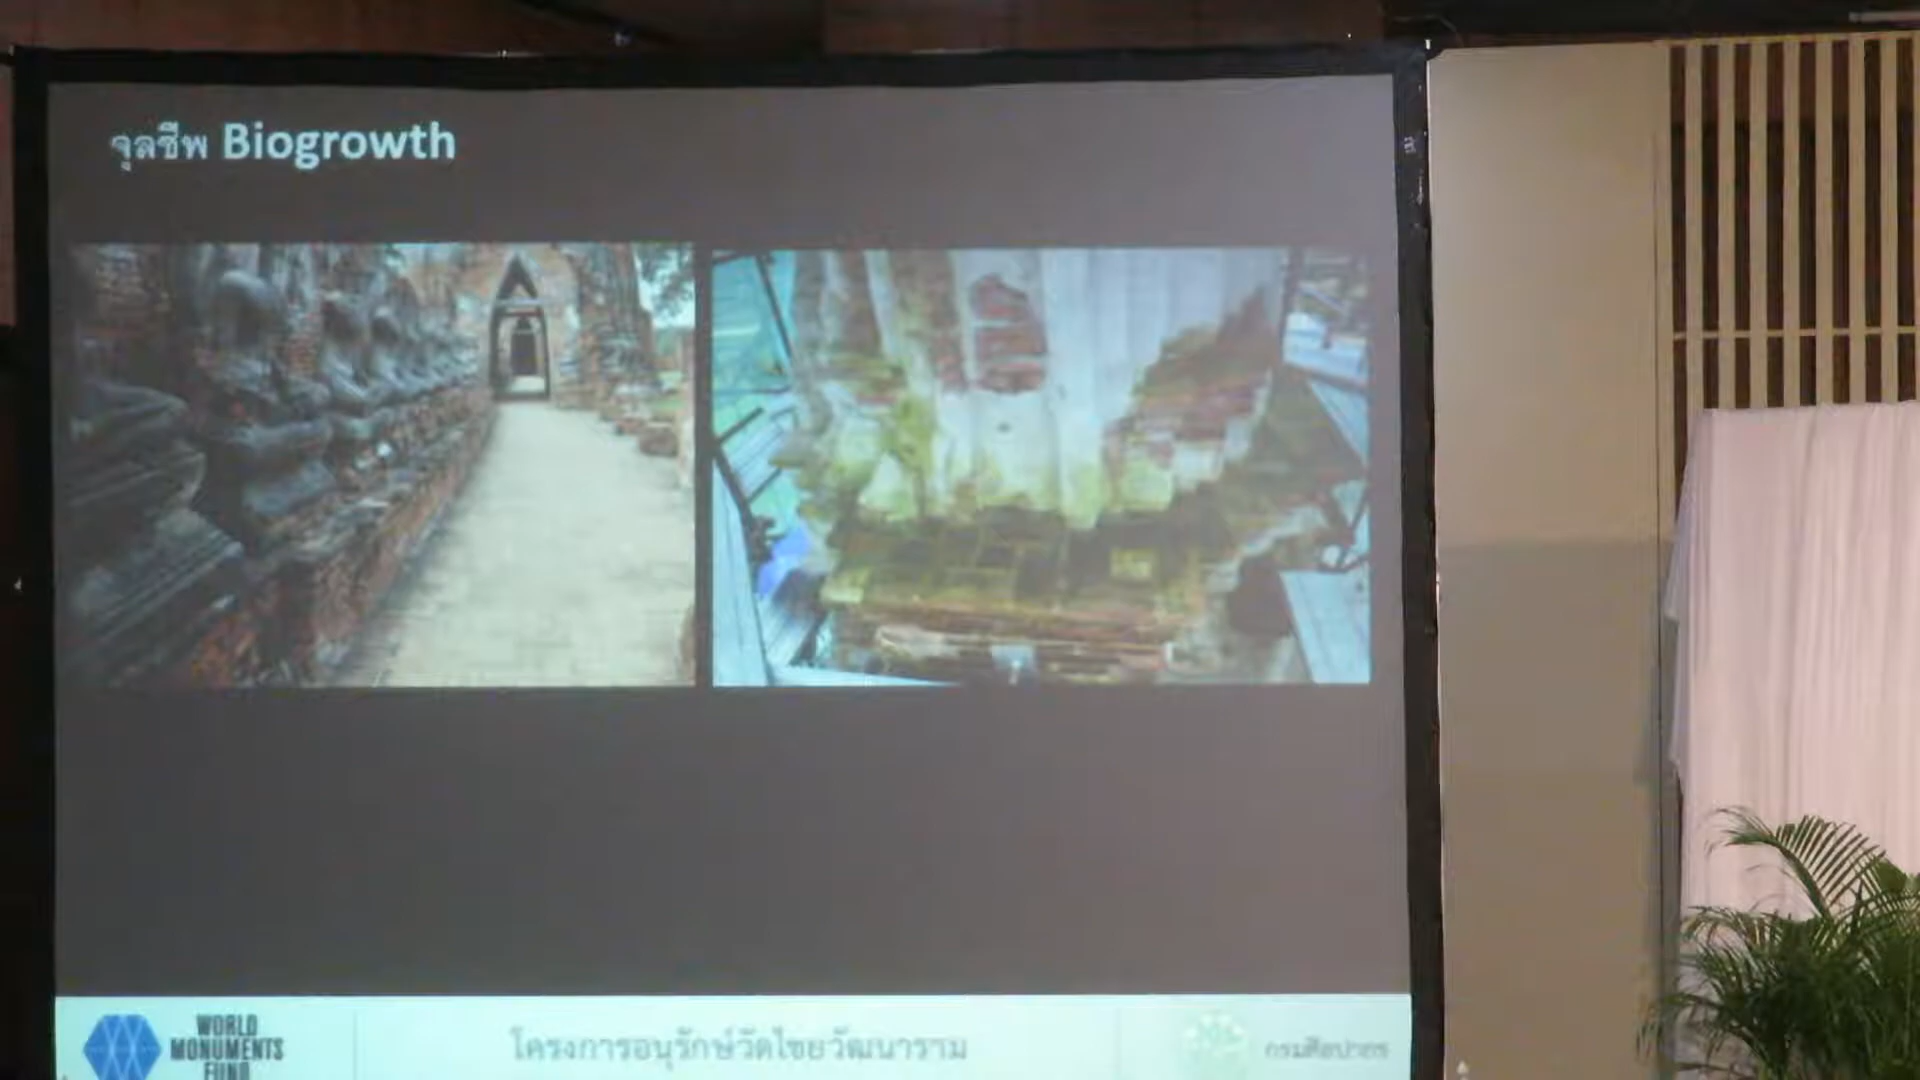 จุลชีพ Biogrowth
WORLD
MONUMENTS
FUND
โครงการอนุรักษ์วัดไชยวัฒนาราม
กรมศิลปากร